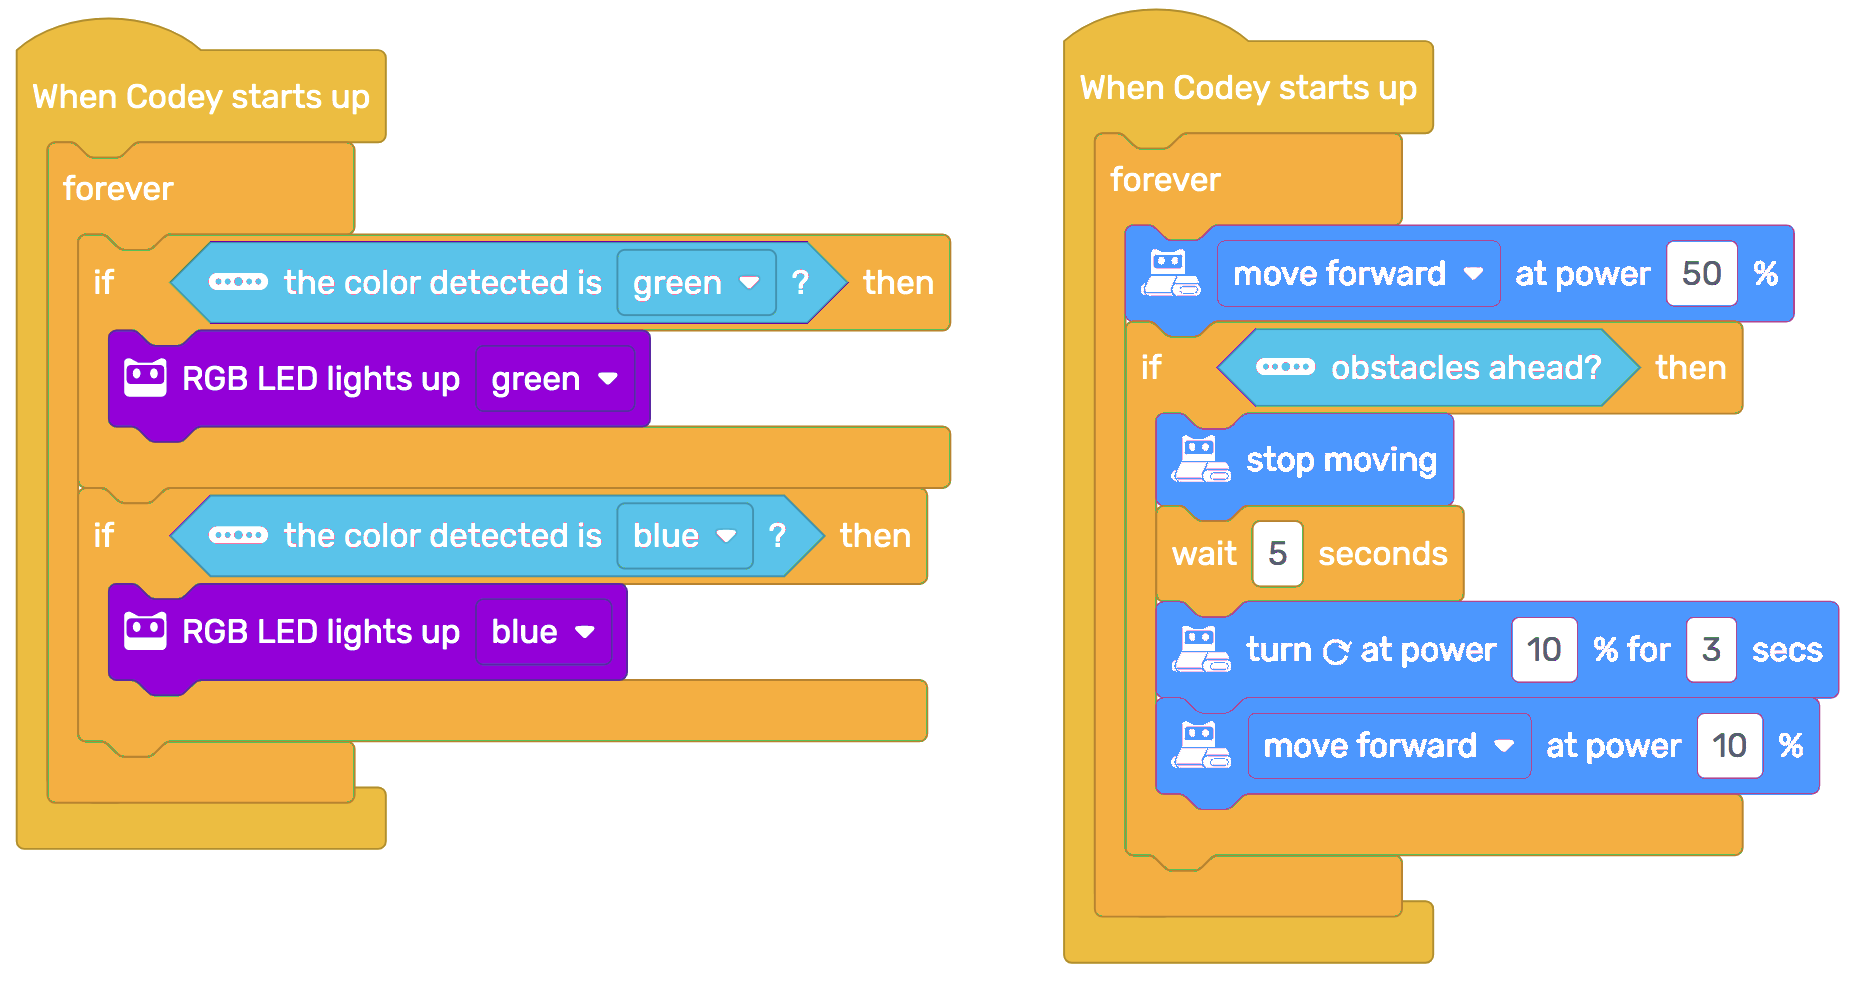 When Codey starts up
forever
if the color detected is green ? then
RGB LED lights up green
if the color detected is blue ? then
RGB LED lights up blue
When Codey starts up
forever
move forward at power 50 %
if obstacles ahead? then
stop moving
wait 5 seconds
turn at power 10 % for 3 secs
move forward at power 10 %